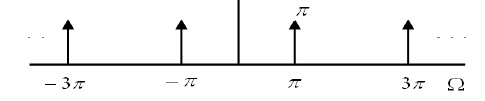 π
. . . . .
− 3π − π π 3π Ω